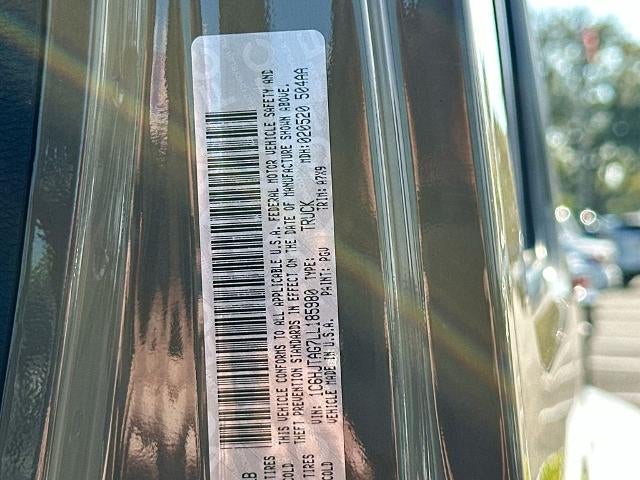 THIS VEHICLE CONFORMS TO ALL APPLICABLE U.S.A. FEDERAL MOTOR VEHICLE SAFETY AND
THEFT PREVENTION STANDARDS IN EFFECT ON THE DATE OF MANUFACTURE SHOWN ABOVE.
VIN: 1C6HJTAG7LL185980 TYPE: TRUCK MDH:020520 504AA
VEHICLE MADE IN U.S.A. PAINT: PGV TRIM: A7X9
LB
TIRES
COLD
TIRES
COLD